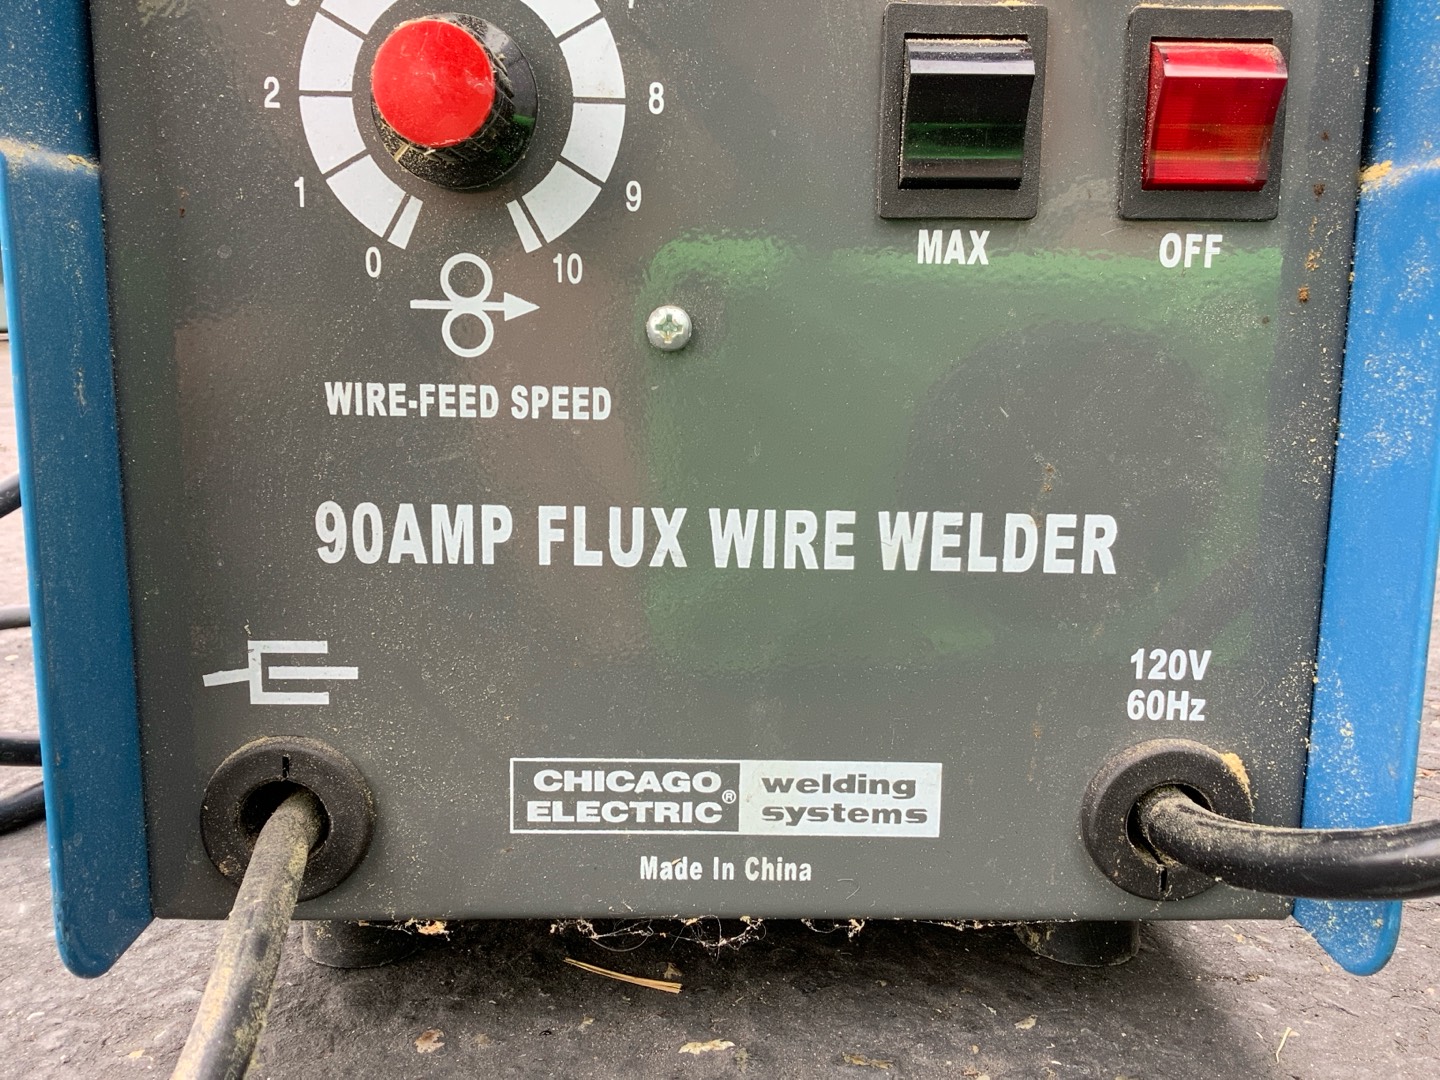 2
8
1
9
0
10
MAX
OFF
WIRE-FEED SPEED
90AMP FLUX WIRE WELDER
120V
60Hz
CHICAGO ELECTRIC® welding systems
Made In China